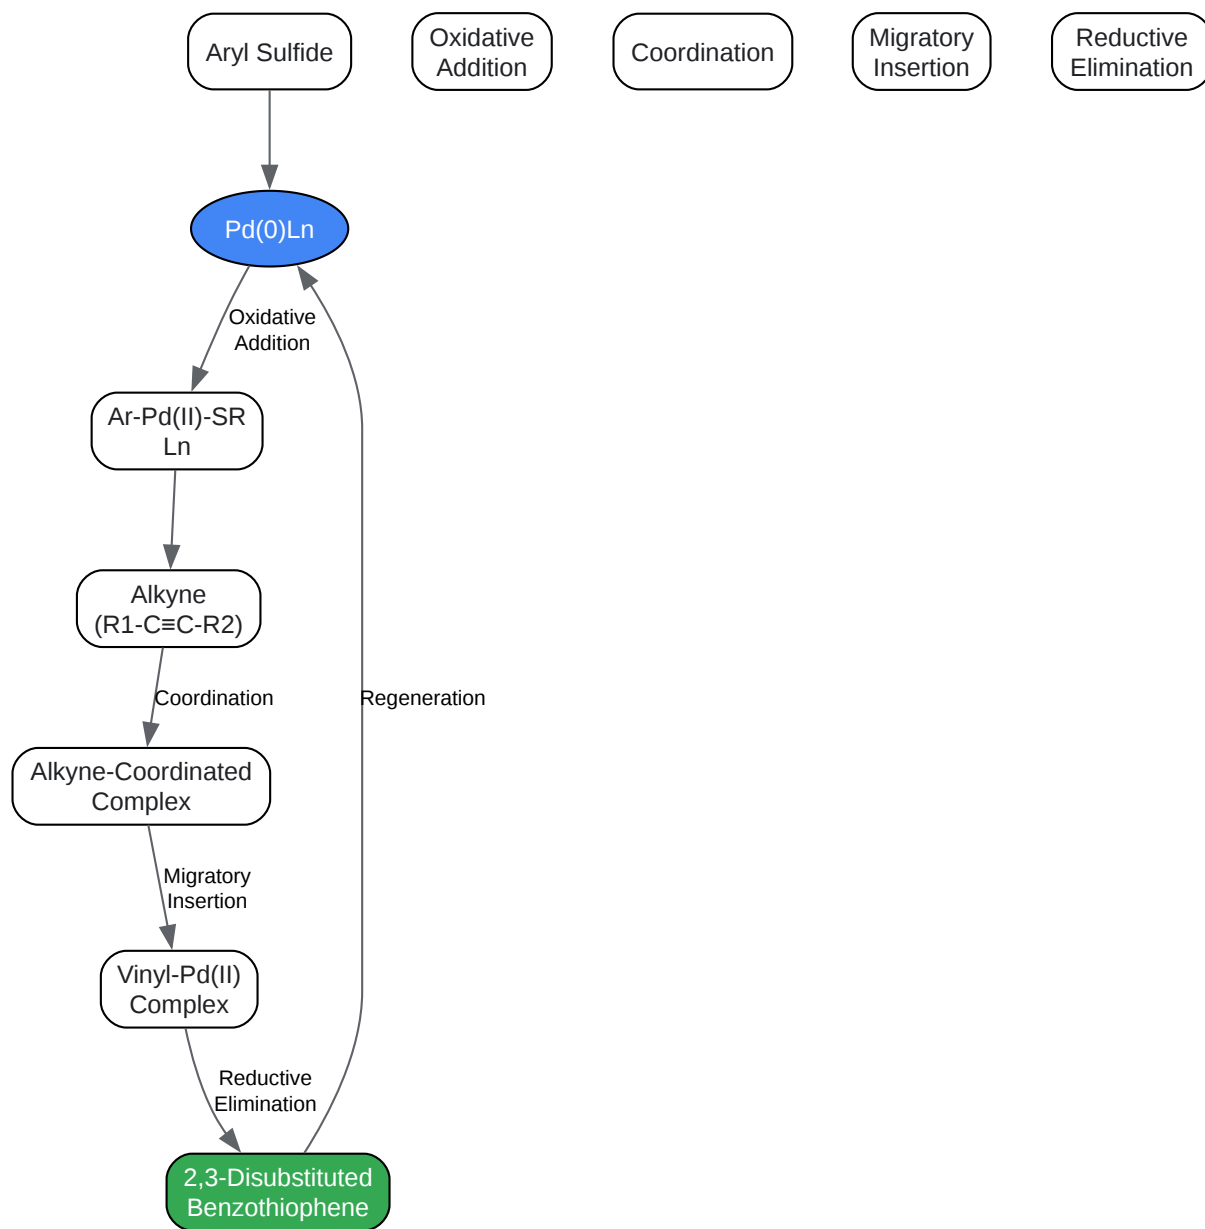 Aryl Sulfide
Oxidative
Addition
Coordination
Migratory
Insertion
Reductive
Elimination
Pd(0)Ln
Oxidative
Addition
Ar-Pd(II)-SR
Ln
Alkyne
(R1-C≡C-R2)
Coordination
Regeneration
Alkyne-Coordinated
Complex
Migratory
Insertion
Vinyl-Pd(II)
Complex
Reductive
Elimination
2,3-Disubstituted
Benzothiophene